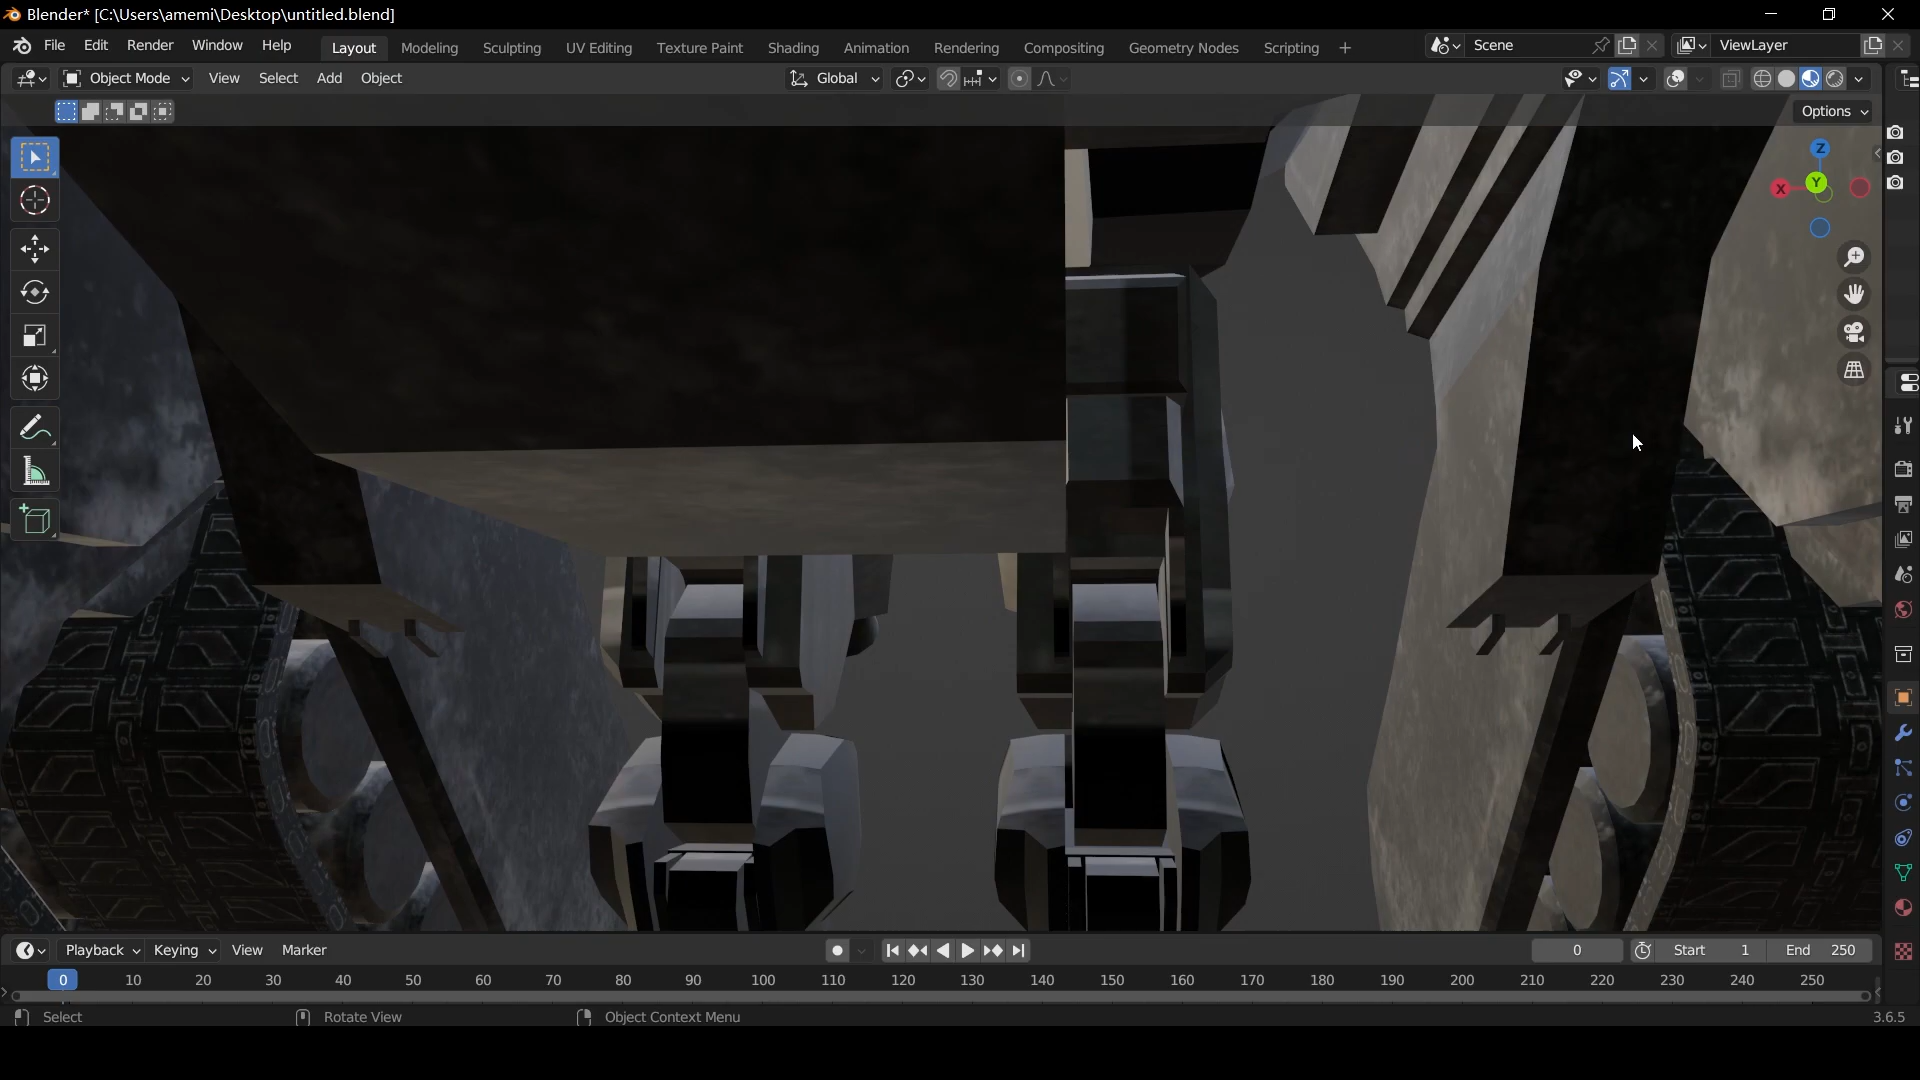 Blender* [C:\Users\amemi\Desktop\untitled.blend]
File Edit Render Window Help Layout Modeling Sculpting UV Editing Texture Paint Shading Animation Rendering Compositing Geometry Nodes Scripting + Scene ViewLayer
Object Mode View Select Add Object Global
Options
Z
X Y
Playback Keying View Marker 0 Start 1 End 250
0 10 20 30 40 50 60 70 80 90 100 110 120 130 140 150 160 170 180 190 200 210 220 230 240 250
Select Rotate View Object Context Menu 3.6.5